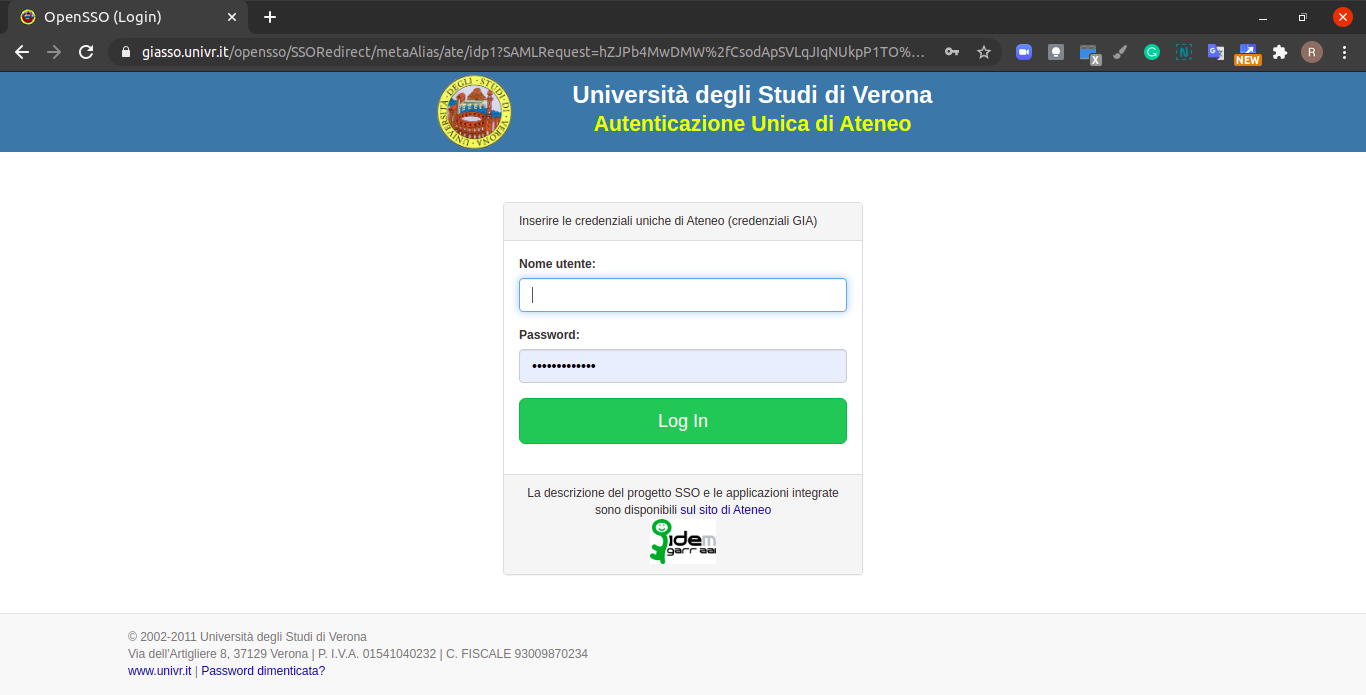 OpenSSO (Login)
giasso.univr.it/opensso/SSORedirect/metaAlias/ate/idp1?SAMLRequest=hZJPb4MwDMW%2fCsodApSVLqJIqNUkpP1TO%...
X
G
N
G
NEW
R
UNIVERSITÀ · DEGLI · STUDI · DI · VERONA
Università degli Studi di Verona
Autenticazione Unica di Ateneo
Inserire le credenziali uniche di Ateneo (credenziali GIA)
Nome utente:
Password:
•••••••••••••
Log In
La descrizione del progetto SSO e le applicazioni integrate
sono disponibili sul sito di Ateneo
idem
garr aai
© 2002-2011 Università degli Studi di Verona
Via dell'Artigliere 8, 37129 Verona | P. I.V.A. 01541040232 | C. FISCALE 93009870234
www.univr.it | Password dimenticata?